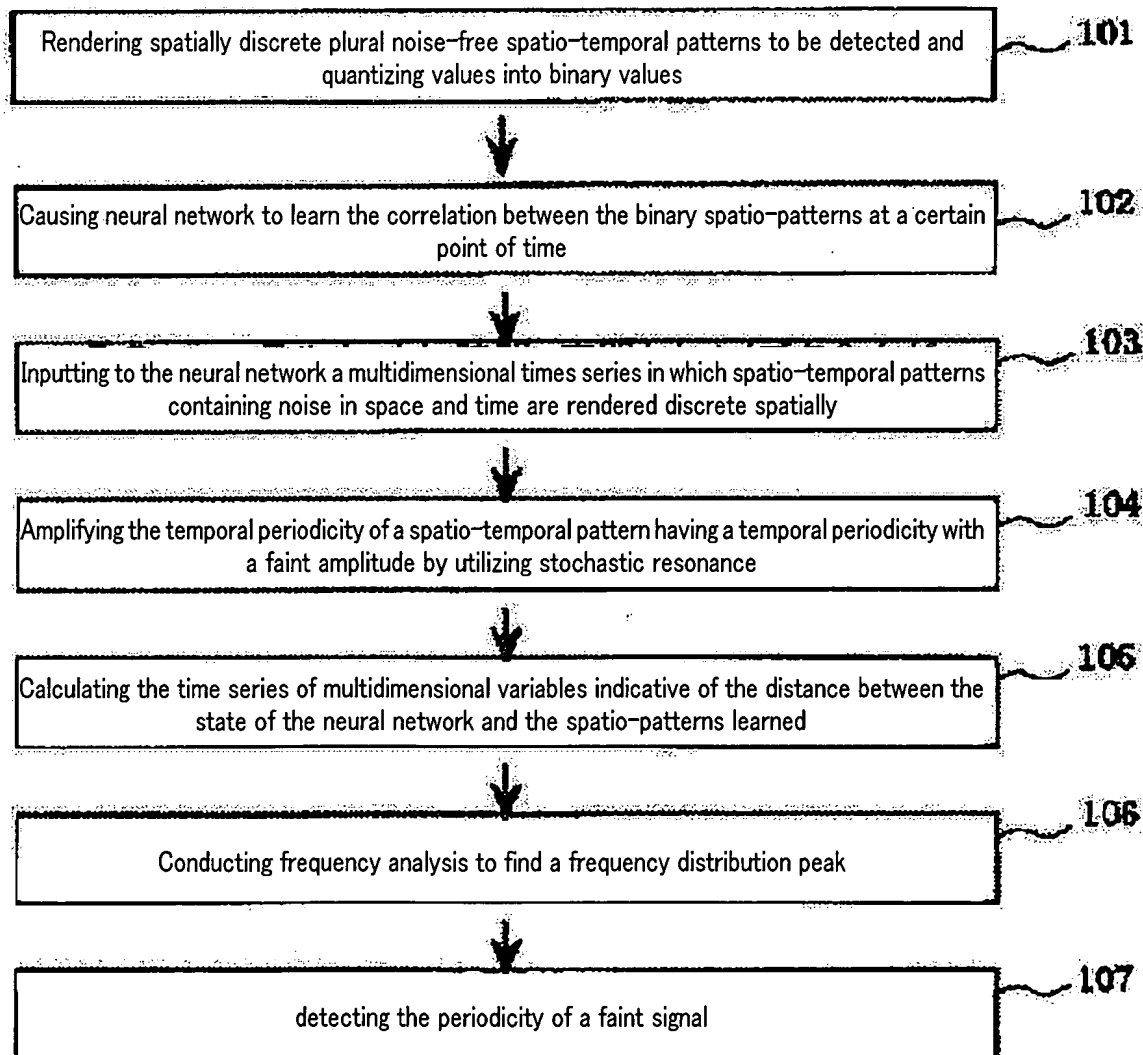 Rendering spatially discrete plural noise-free spatio-temporal patterns to be detected and
quantizing values into binary values
101
Causing neural network to learn the correlation between the binary spatio-patterns at a certain
point of time
102
Inputting to the neural network a multidimensional times series in which spatio-temporal patterns
containing noise in space and time are rendered discrete spatially
103
Amplifying the temporal periodicity of a spatio-temporal pattern having a temporal periodicity with
a faint amplitude by utilizing stochastic resonance
104
Calculating the time series of multidimensional variables indicative of the distance between the
state of the neural network and the spatio-patterns learned
106
Conducting frequency analysis to find a frequency distribution peak
106
detecting the periodicity of a faint signal
107